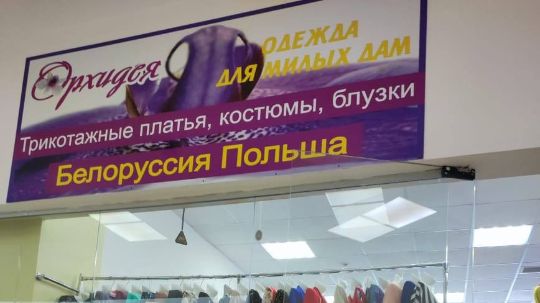 Орхидея
ОДЕЖДА
ДЛЯ МИЛЫХ ДАМ
Трикотажные платья, костюмы, блузки
Белоруссия Польша